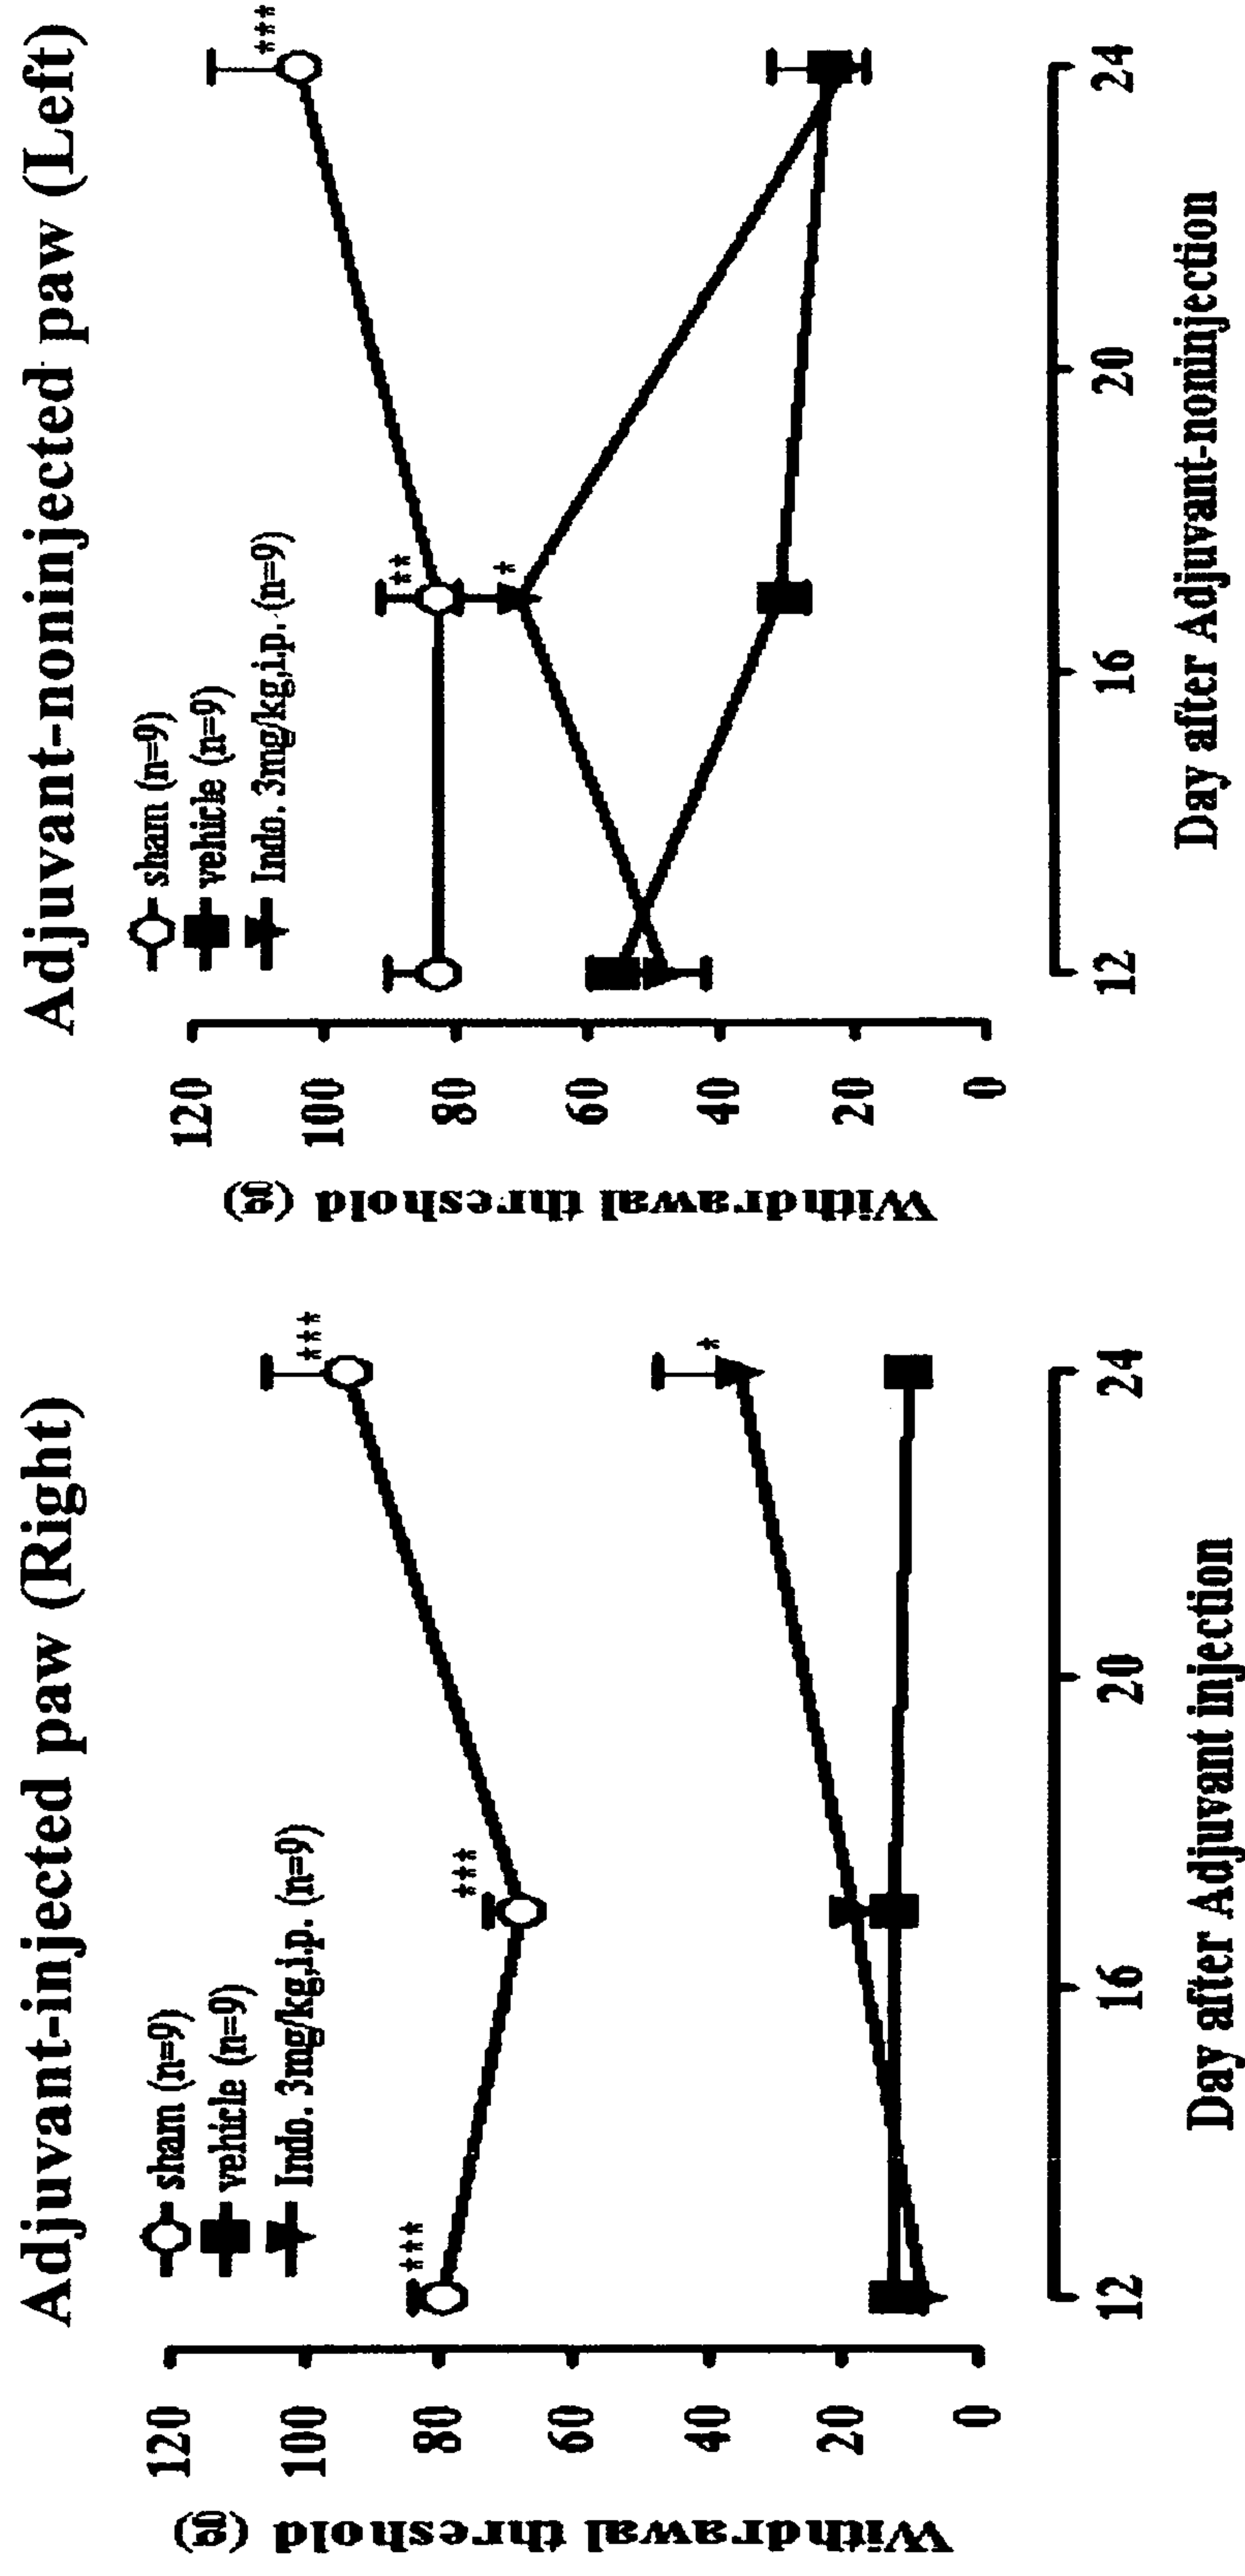 Adjuvant-injected paw (Right)
sham (n=9)
vehicle (n=9)
Indo. 3mg/kg,i.p. (n=9)
Withdrawal threshold (g)
120
100
80
60
40
20
0
***
***
***
*
12
16
20
24
Day after Adjuvant injection
Adjuvant-noninjected paw (Left)
sham (n=9)
vehicle (n=9)
Indo. 3mg/kg,i.p. (n=9)
Withdrawal threshold (g)
120
100
80
60
40
20
0
**
*
***
12
16
20
24
Day after Adjuvant-noninjection